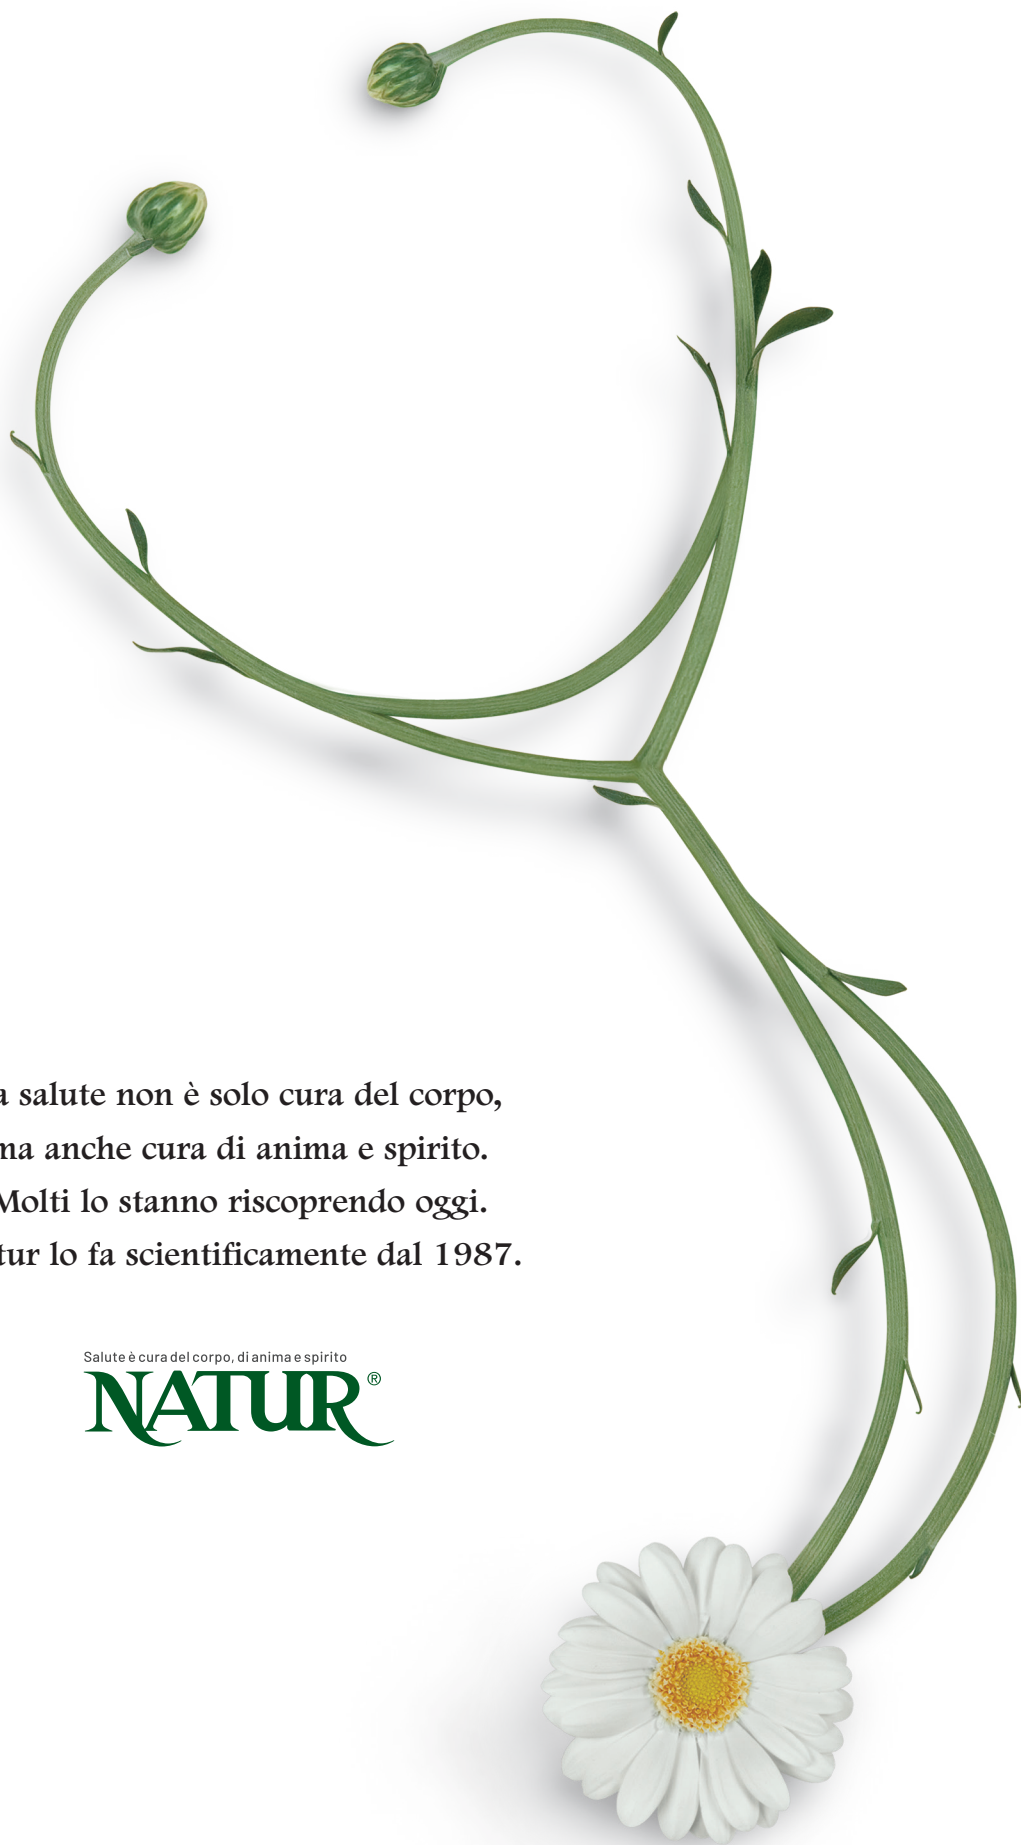 a salute non è solo cura del corpo,
ma anche cura di anima e spirito.
Molti lo stanno riscoprendo oggi.
tur lo fa scientificamente dal 1987.
Salute è cura del corpo, di anima e spirito
NATUR®